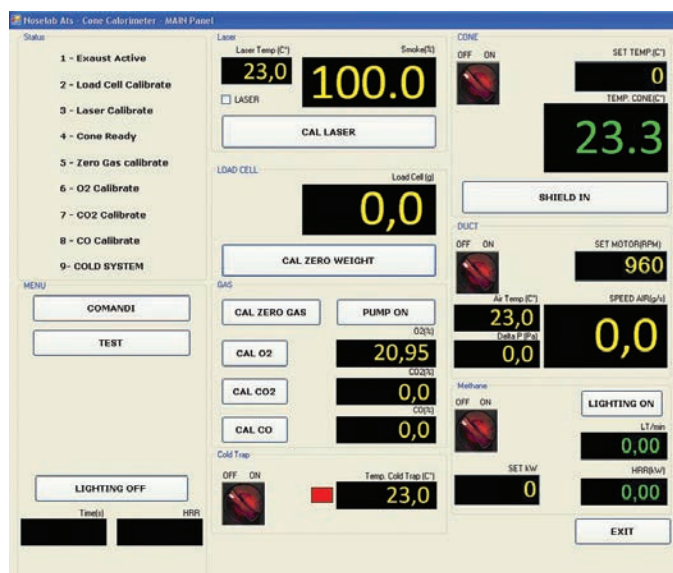 Noselab Ats - Cone Calorimeter - MAIN Panel
Status
1 - Exaust Active
2 - Load Cell Calibrate
3 - Laser Calibrate
4 - Cone Ready
5 - Zero Gas calibrate
6 - O2 Calibrate
7 - CO2 Calibrate
8 - CO Calibrate
9- COLD SYSTEM
MENU
COMANDI
TEST
LIGHTING OFF
Time(s)
HRR
Laser
Laser Temp (C°)
Smoke(%)
23,0
100.0
LASER
CAL LASER
LOAD CELL
Load Cell (g)
0,0
CAL ZERO WEIGHT
GAS
CAL ZERO GAS
PUMP ON
O2(%)
CAL O2
20,95
CO2(%)
CAL CO2
0,0
CO(%)
CAL CO
0,0
Cold Trap
OFF ON
Temp. Cold Trap (C°)
23,0
CONE
OFF ON
SET TEMP.(C°)
0
TEMP. CONE(C°)
23.3
SHIELD IN
DUCT
OFF ON
SET MOTOR(RPM)
960
Air Temp (C°)
SPEED AIR(g/s)
23,0
Delta P (Pa)
0,0
0,0
Methane
OFF ON
LIGHTING ON
LT/min
0,00
SET kW
HRR(kW)
0
0,00
EXIT